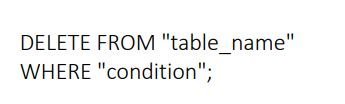 DELETE FROM "table_name"
WHERE "condition";